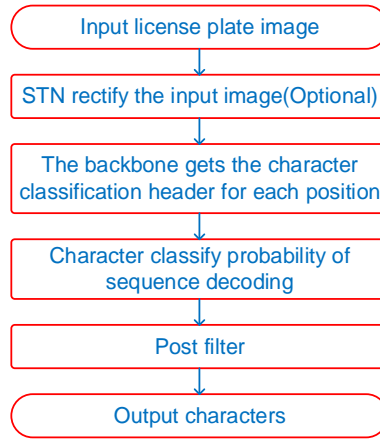 Input license plate image
STN rectify the input image(Optional)
The backbone gets the character
classification header for each position
Character classify probability of
sequence decoding
Post filter
Output characters